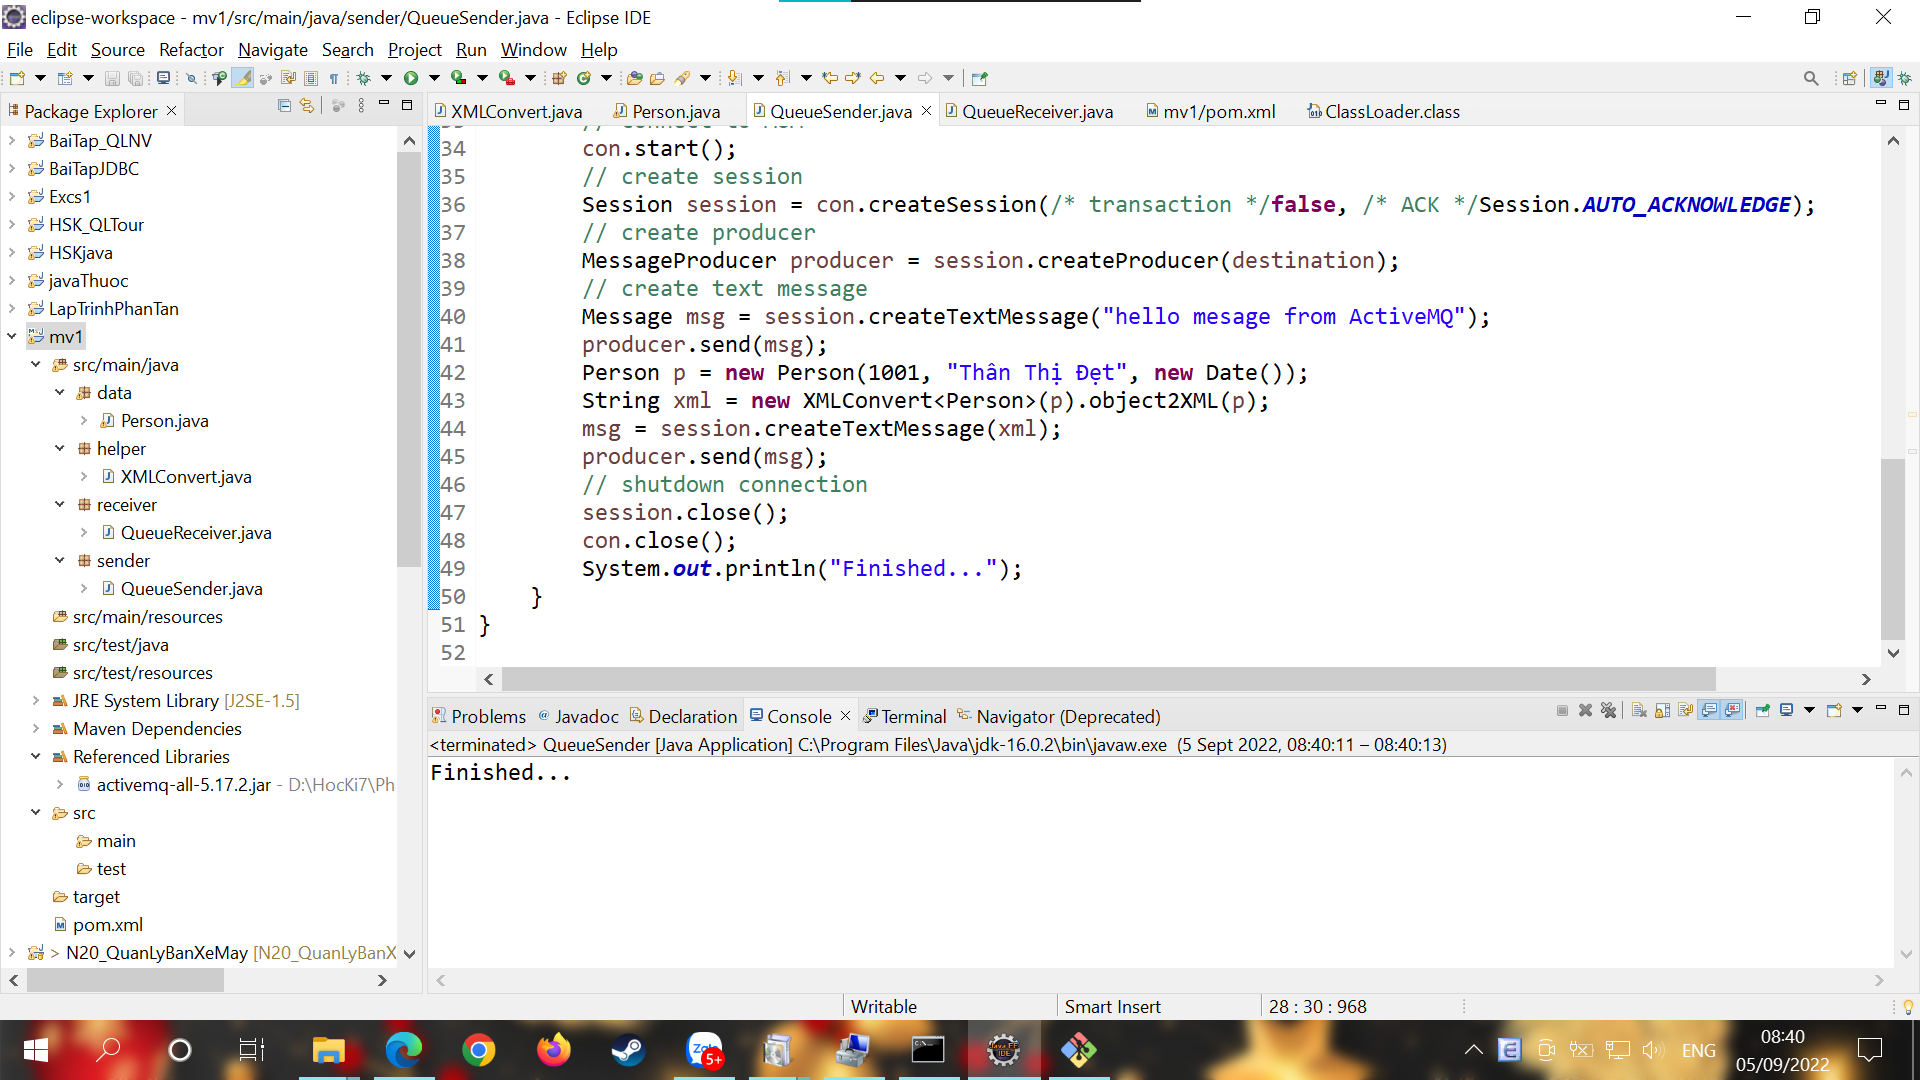 eclipse-workspace - mv1/src/main/java/sender/QueueSender.java - Eclipse IDE
File Edit Source Refactor Navigate Search Project Run Window Help
Package Explorer
BaiTap_QLNV
BaiTapJDBC
Excs1
HSK_QLTour
HSKjava
javaThuoc
LapTrinhPhanTan
mv1
src/main/java
data
Person.java
helper
XMLConvert.java
receiver
QueueReceiver.java
sender
QueueSender.java
src/main/resources
src/test/java
src/test/resources
JRE System Library [J2SE-1.5]
Maven Dependencies
Referenced Libraries
activemq-all-5.17.2.jar - D:\HocKi7\Ph
src
main
test
target
pom.xml
> N20_QuanLyBanXeMay [N20_QuanLyBanX
XMLConvert.java Person.java QueueSender.java QueueReceiver.java mv1/pom.xml ClassLoader.class
34 con.start();
35 // create session
36 Session session = con.createSession(/* transaction */false, /* ACK */Session.AUTO_ACKNOWLEDGE);
37 // create producer
38 MessageProducer producer = session.createProducer(destination);
39 // create text message
40 Message msg = session.createTextMessage("hello mesage from ActiveMQ");
41 producer.send(msg);
42 Person p = new Person(1001, "Thân Thị Đẹt", new Date());
43 String xml = new XMLConvert<Person>(p).object2XML(p);
44 msg = session.createTextMessage(xml);
45 producer.send(msg);
46 // shutdown connection
47 session.close();
48 con.close();
49 System.out.println("Finished...");
50 }
51 }
52
Problems Javadoc Declaration Console Terminal Navigator (Deprecated)
<terminated> QueueSender [Java Application] C:\Program Files\Java\jdk-16.0.2\bin\javaw.exe (5 Sept 2022, 08:40:11 – 08:40:13)
Finished...
Writable Smart Insert 28 : 30 : 968
5+
ENG
08:40
05/09/2022